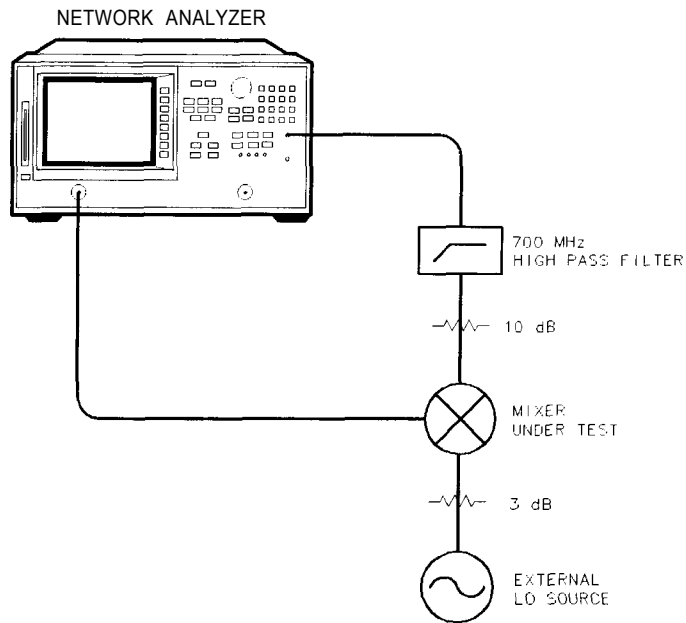 NETWORK ANALYZER
700 MHz
HIGH PASS FILTER
10 dB
MIXER
UNDER TEST
3 dB
EXTERNAL
LO SOURCE